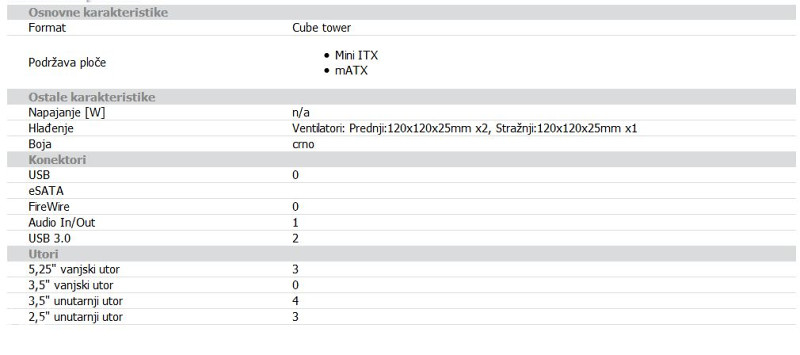 Osnovne karakteristike
Format Cube tower
Podržava ploče
• Mini ITX
• mATX
Ostale karakteristike
Napajanje [W] n/a
Hlađenje Ventilatori: Prednji:120x120x25mm x2, Stražnji:120x120x25mm x1
Boja crno
Konektori
USB 0
eSATA
FireWire 0
Audio In/Out 1
USB 3.0 2
Utori
5,25" vanjski utor 3
3,5" vanjski utor 0
3,5" unutarnji utor 4
2,5" unutarnji utor 3